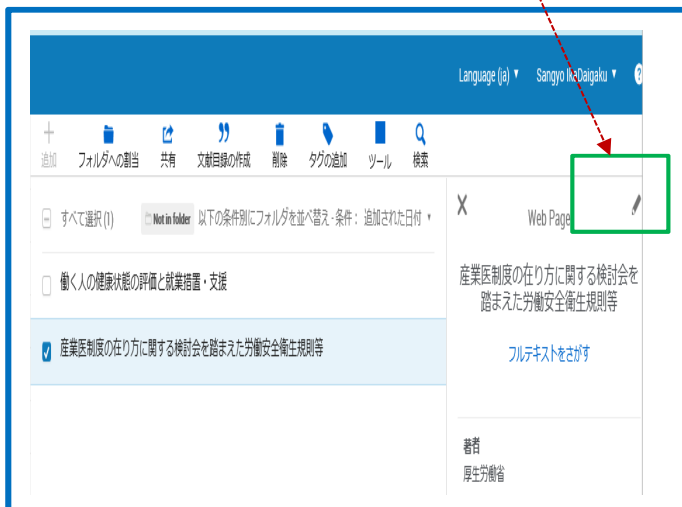 Language (ja) ▼ Sangyo IkaDaigaku ▼ ?
追加 フォルダへの割当 共有 文献目録の作成 削除 タグの追加 ツール 検索
すべて選択 (1) Not in folder 以下の条件別にフォルダを並べ替え - 条件： 追加された日付 ▼
Web Page
働く人の健康状態の評価と就業措置・支援
産業医制度の在り方に関する検討会を踏まえた労働安全衛生規則等
産業医制度の在り方に関する検討会を
踏まえた労働安全衛生規則等
フルテキストをさがす
著者
厚生労働省